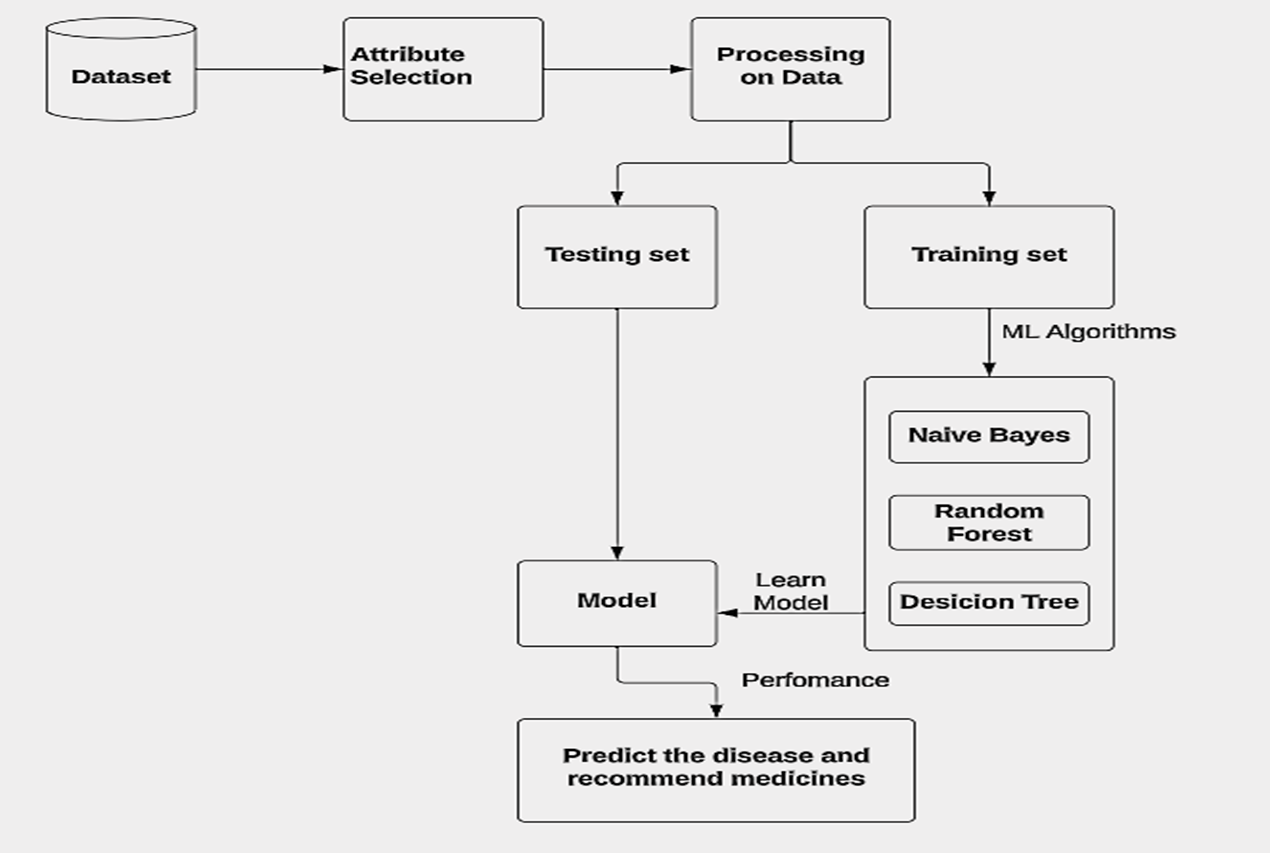 Dataset
Attribute
Selection
Processing
on Data
Testing set
Training set
ML Algorithms
Naive Bayes
Random
Forest
Desicion Tree
Learn
Model
Model
Perfomance
Predict the disease and
recommend medicines